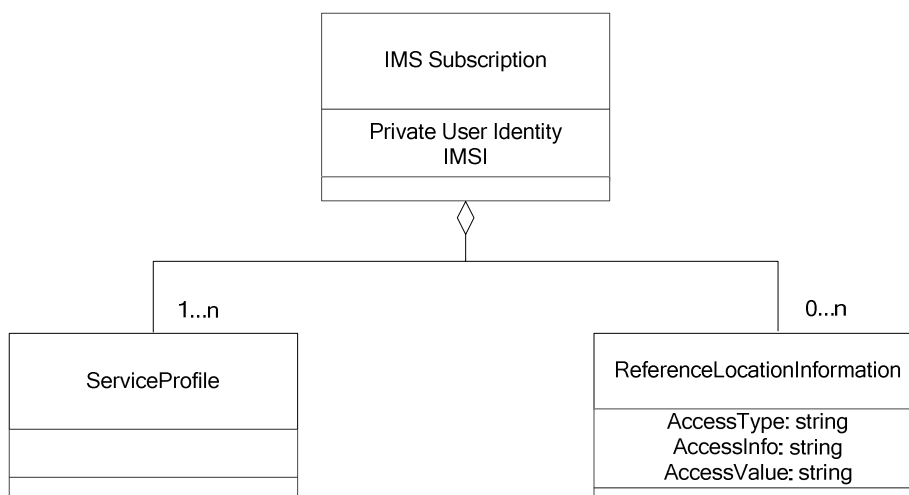 IMS Subscription
Private User Identity
IMSI
1...n
0...n
ServiceProfile
ReferenceLocationInformation
AccessType: string
AccessInfo: string
AccessValue: string